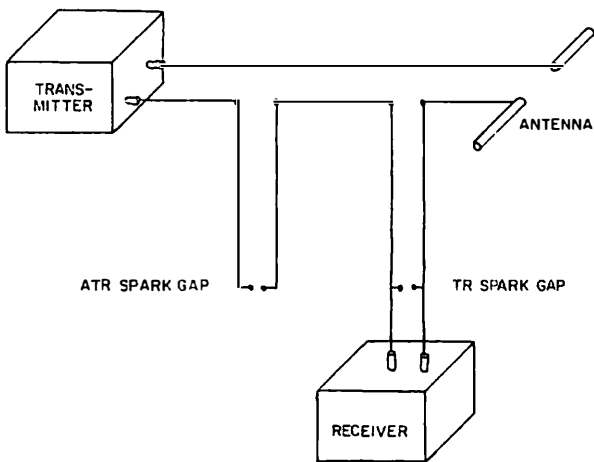 TRANS-
MITTER
ANTENNA
ATR SPARK GAP
TR SPARK GAP
RECEIVER